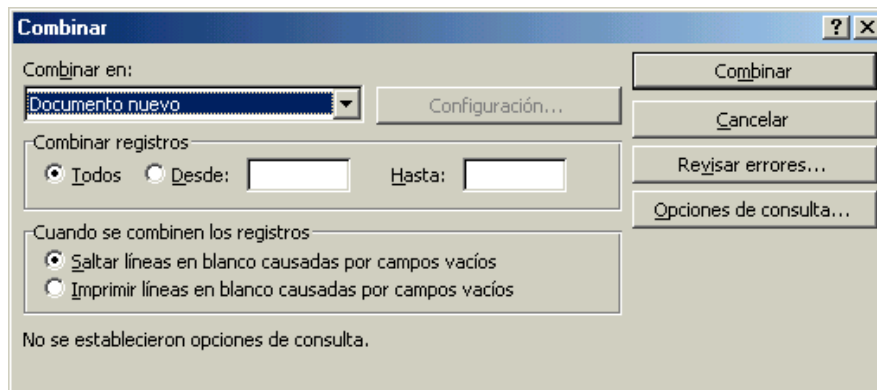 Combinar
Combinar en:
Documento nuevo
Configuración...
Combinar registros
Todos Desde: Hasta:
Cuando se combinen los registros
Saltar líneas en blanco causadas por campos vacíos
Imprimir líneas en blanco causadas por campos vacíos
No se establecieron opciones de consulta.
Combinar
Cancelar
Revisar errores...
Opciones de consulta...